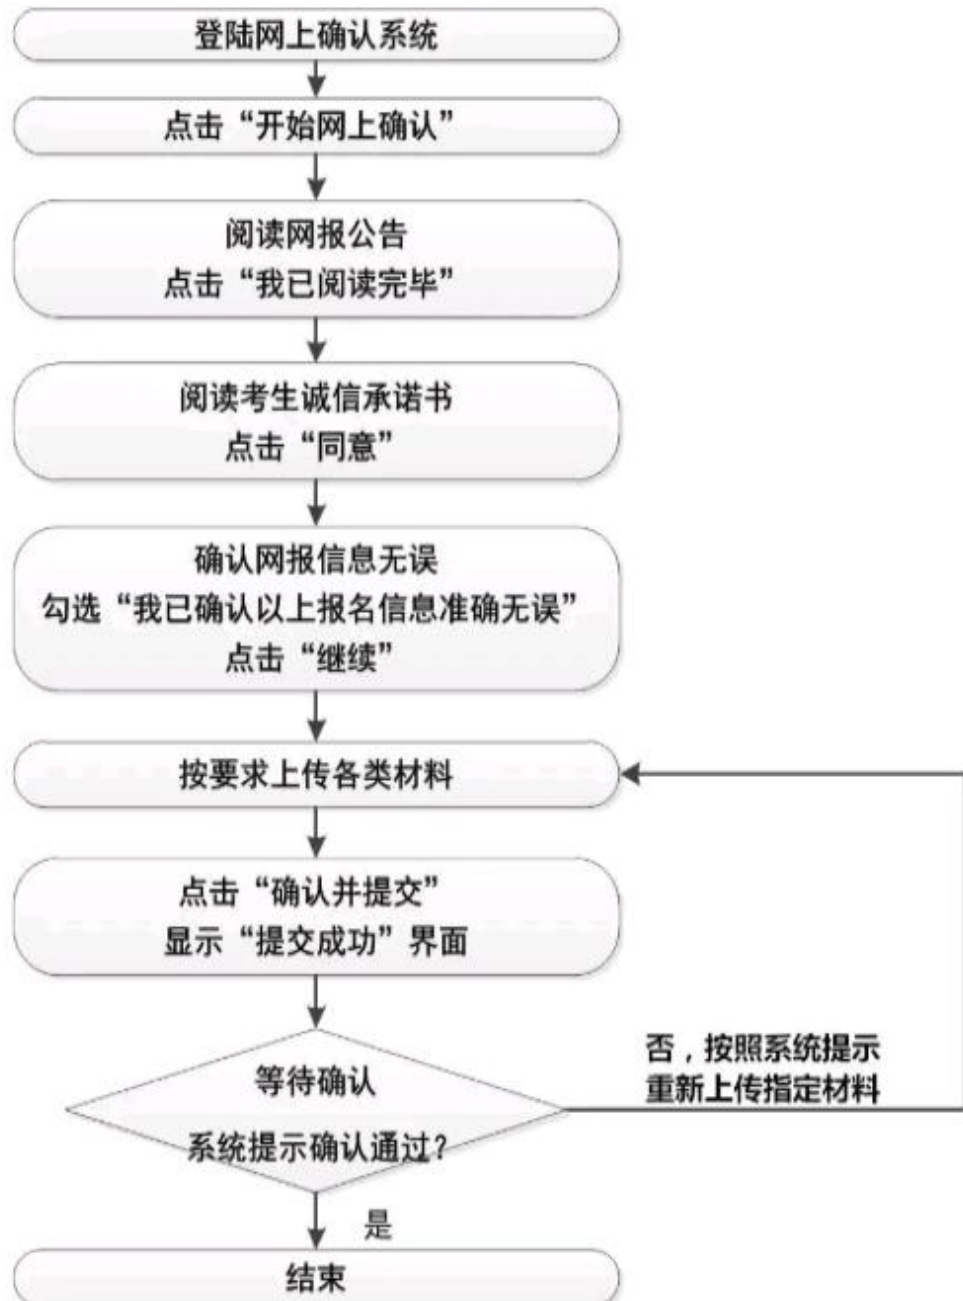 登陆网上确认系统
点击“开始网上确认”
阅读网报公告
点击“我已阅读完毕”
阅读考生诚信承诺书
点击“同意”
确认网报信息无误
勾选“我已确认以上报名信息准确无误”
点击“继续”
按要求上传各类材料
点击“确认并提交”
显示“提交成功”界面
等待确认
系统提示确认通过？
否，按照系统提示
重新上传指定材料
是
结束